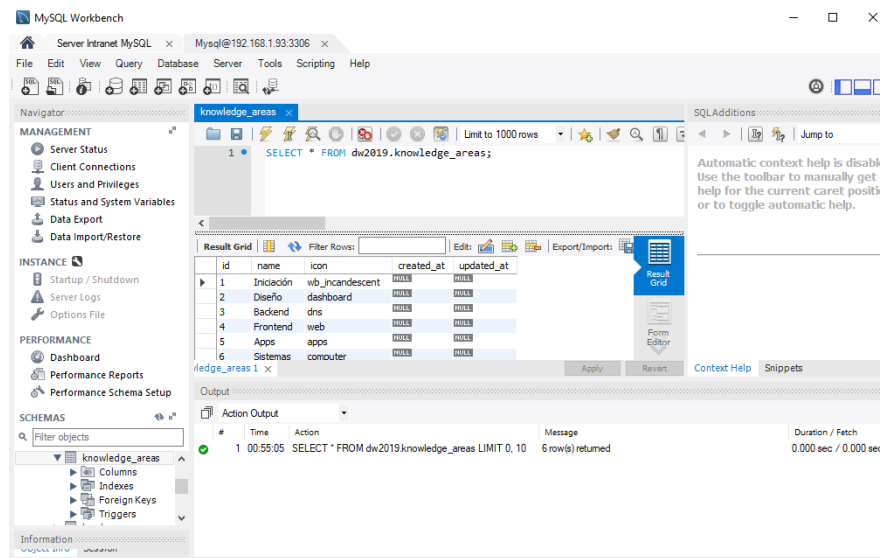 MySQL Workbench
Server Intranet MySQL × Mysql@192.168.1.93:3306 ×
File Edit View Query Database Server Tools Scripting Help
Navigator
MANAGEMENT
Server Status
Client Connections
Users and Privileges
Status and System Variables
Data Export
Data Import/Restore
INSTANCE
Startup / Shutdown
Server Logs
Options File
PERFORMANCE
Dashboard
Performance Reports
Performance Schema Setup
SCHEMAS
Filter objects
knowledge_areas
Columns
Indexes
Foreign Keys
Triggers
Information
Object Info Session
knowledge_areas ×
Limit to 1000 rows
1 SELECT * FROM dw2019.knowledge_areas;
Result Grid Filter Rows: Edit: Export/Import:
id name icon created_at updated_at
1 Iniciación wb_incandescent NULL NULL
2 Diseño dashboard NULL NULL
3 Backend dns NULL NULL
4 Frontend web NULL NULL
5 Apps apps NULL NULL
6 Sistemas computer NULL NULL
Result
Grid
Form
Editor
wledge_areas 1 × Apply Revert
SQLAdditions
Jump to
Automatic context help is disabl
Use the toolbar to manually get
help for the current caret positi
or to toggle automatic help.
Context Help Snippets
Output
Action Output
# Time Action Message Duration / Fetch
1 00:55:05 SELECT * FROM dw2019.knowledge_areas LIMIT 0, 10 6 row(s) returned 0.000 sec / 0.000 sec